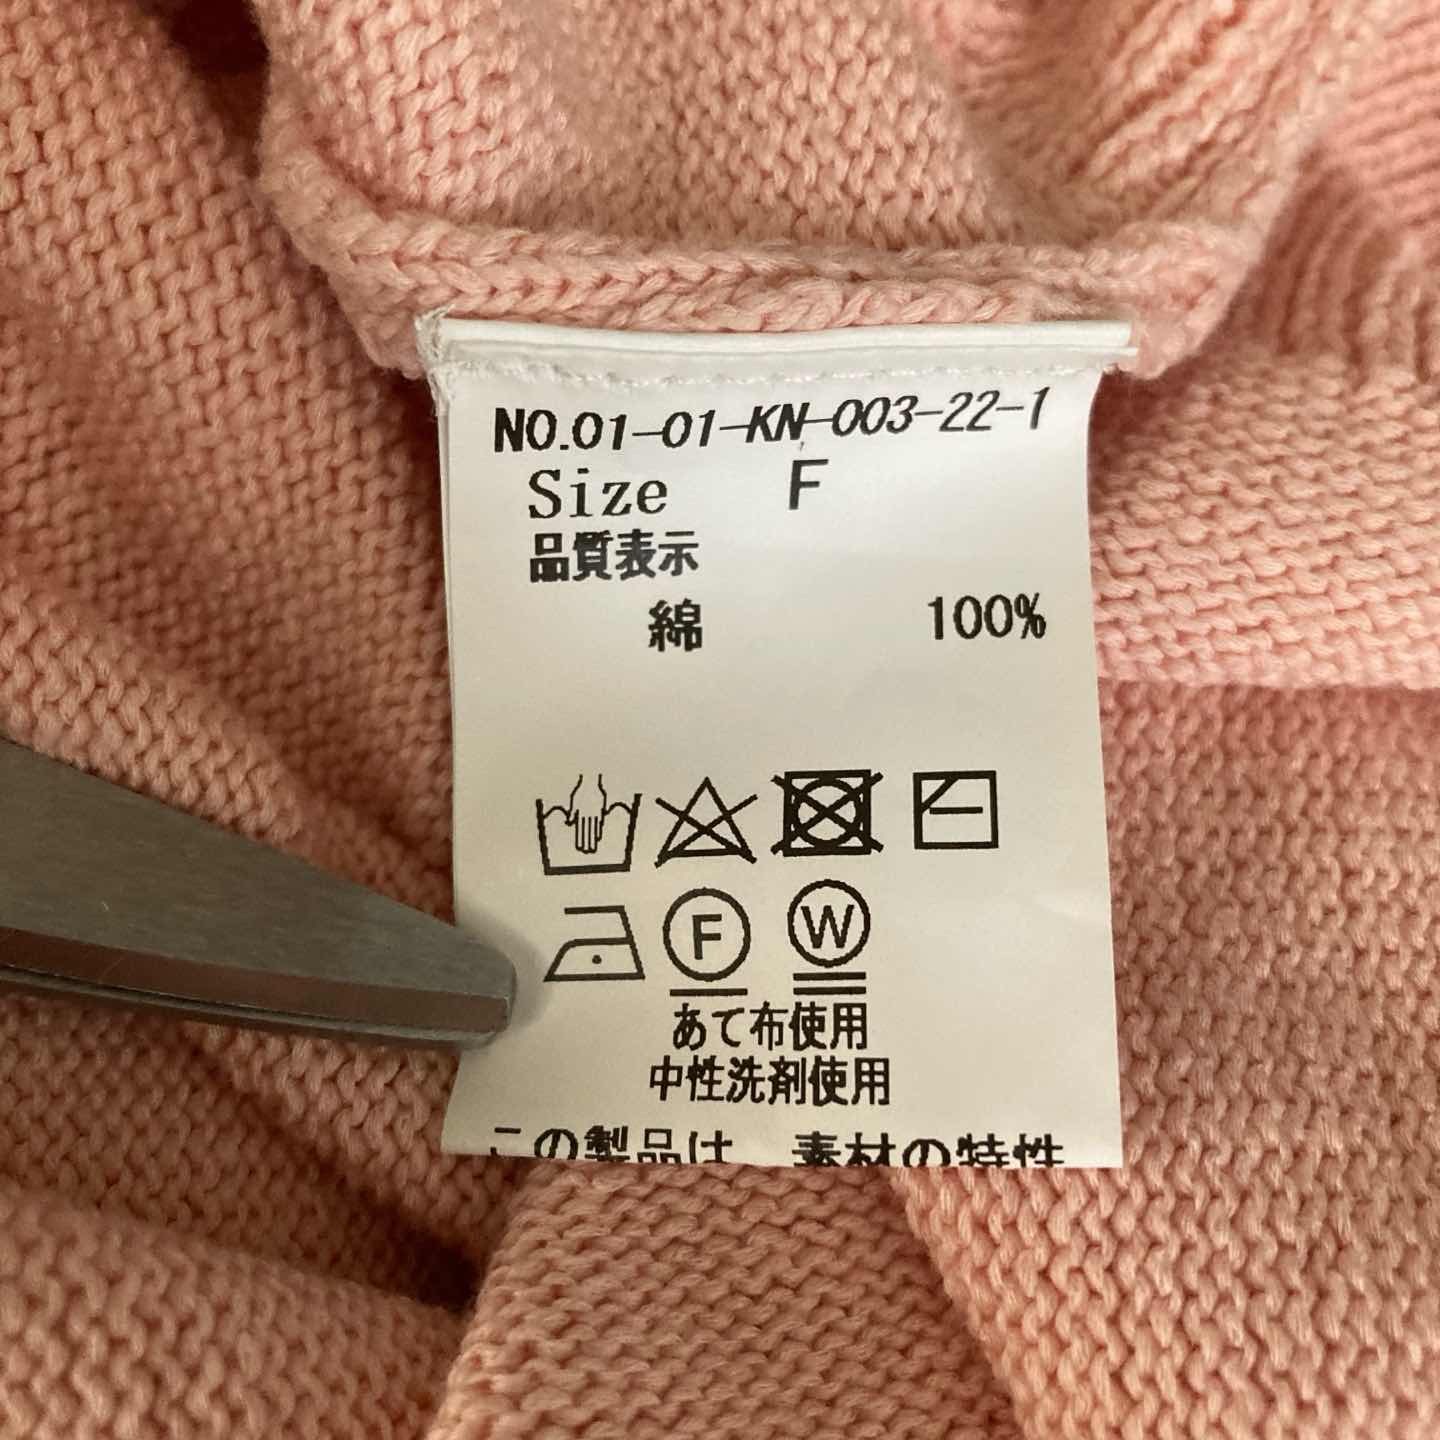 NO.01-01-KN-003-22-1
Size F
品質表示
綿 100%
F W
あて布使用
中性洗剤使用
この製品は、素材の特性